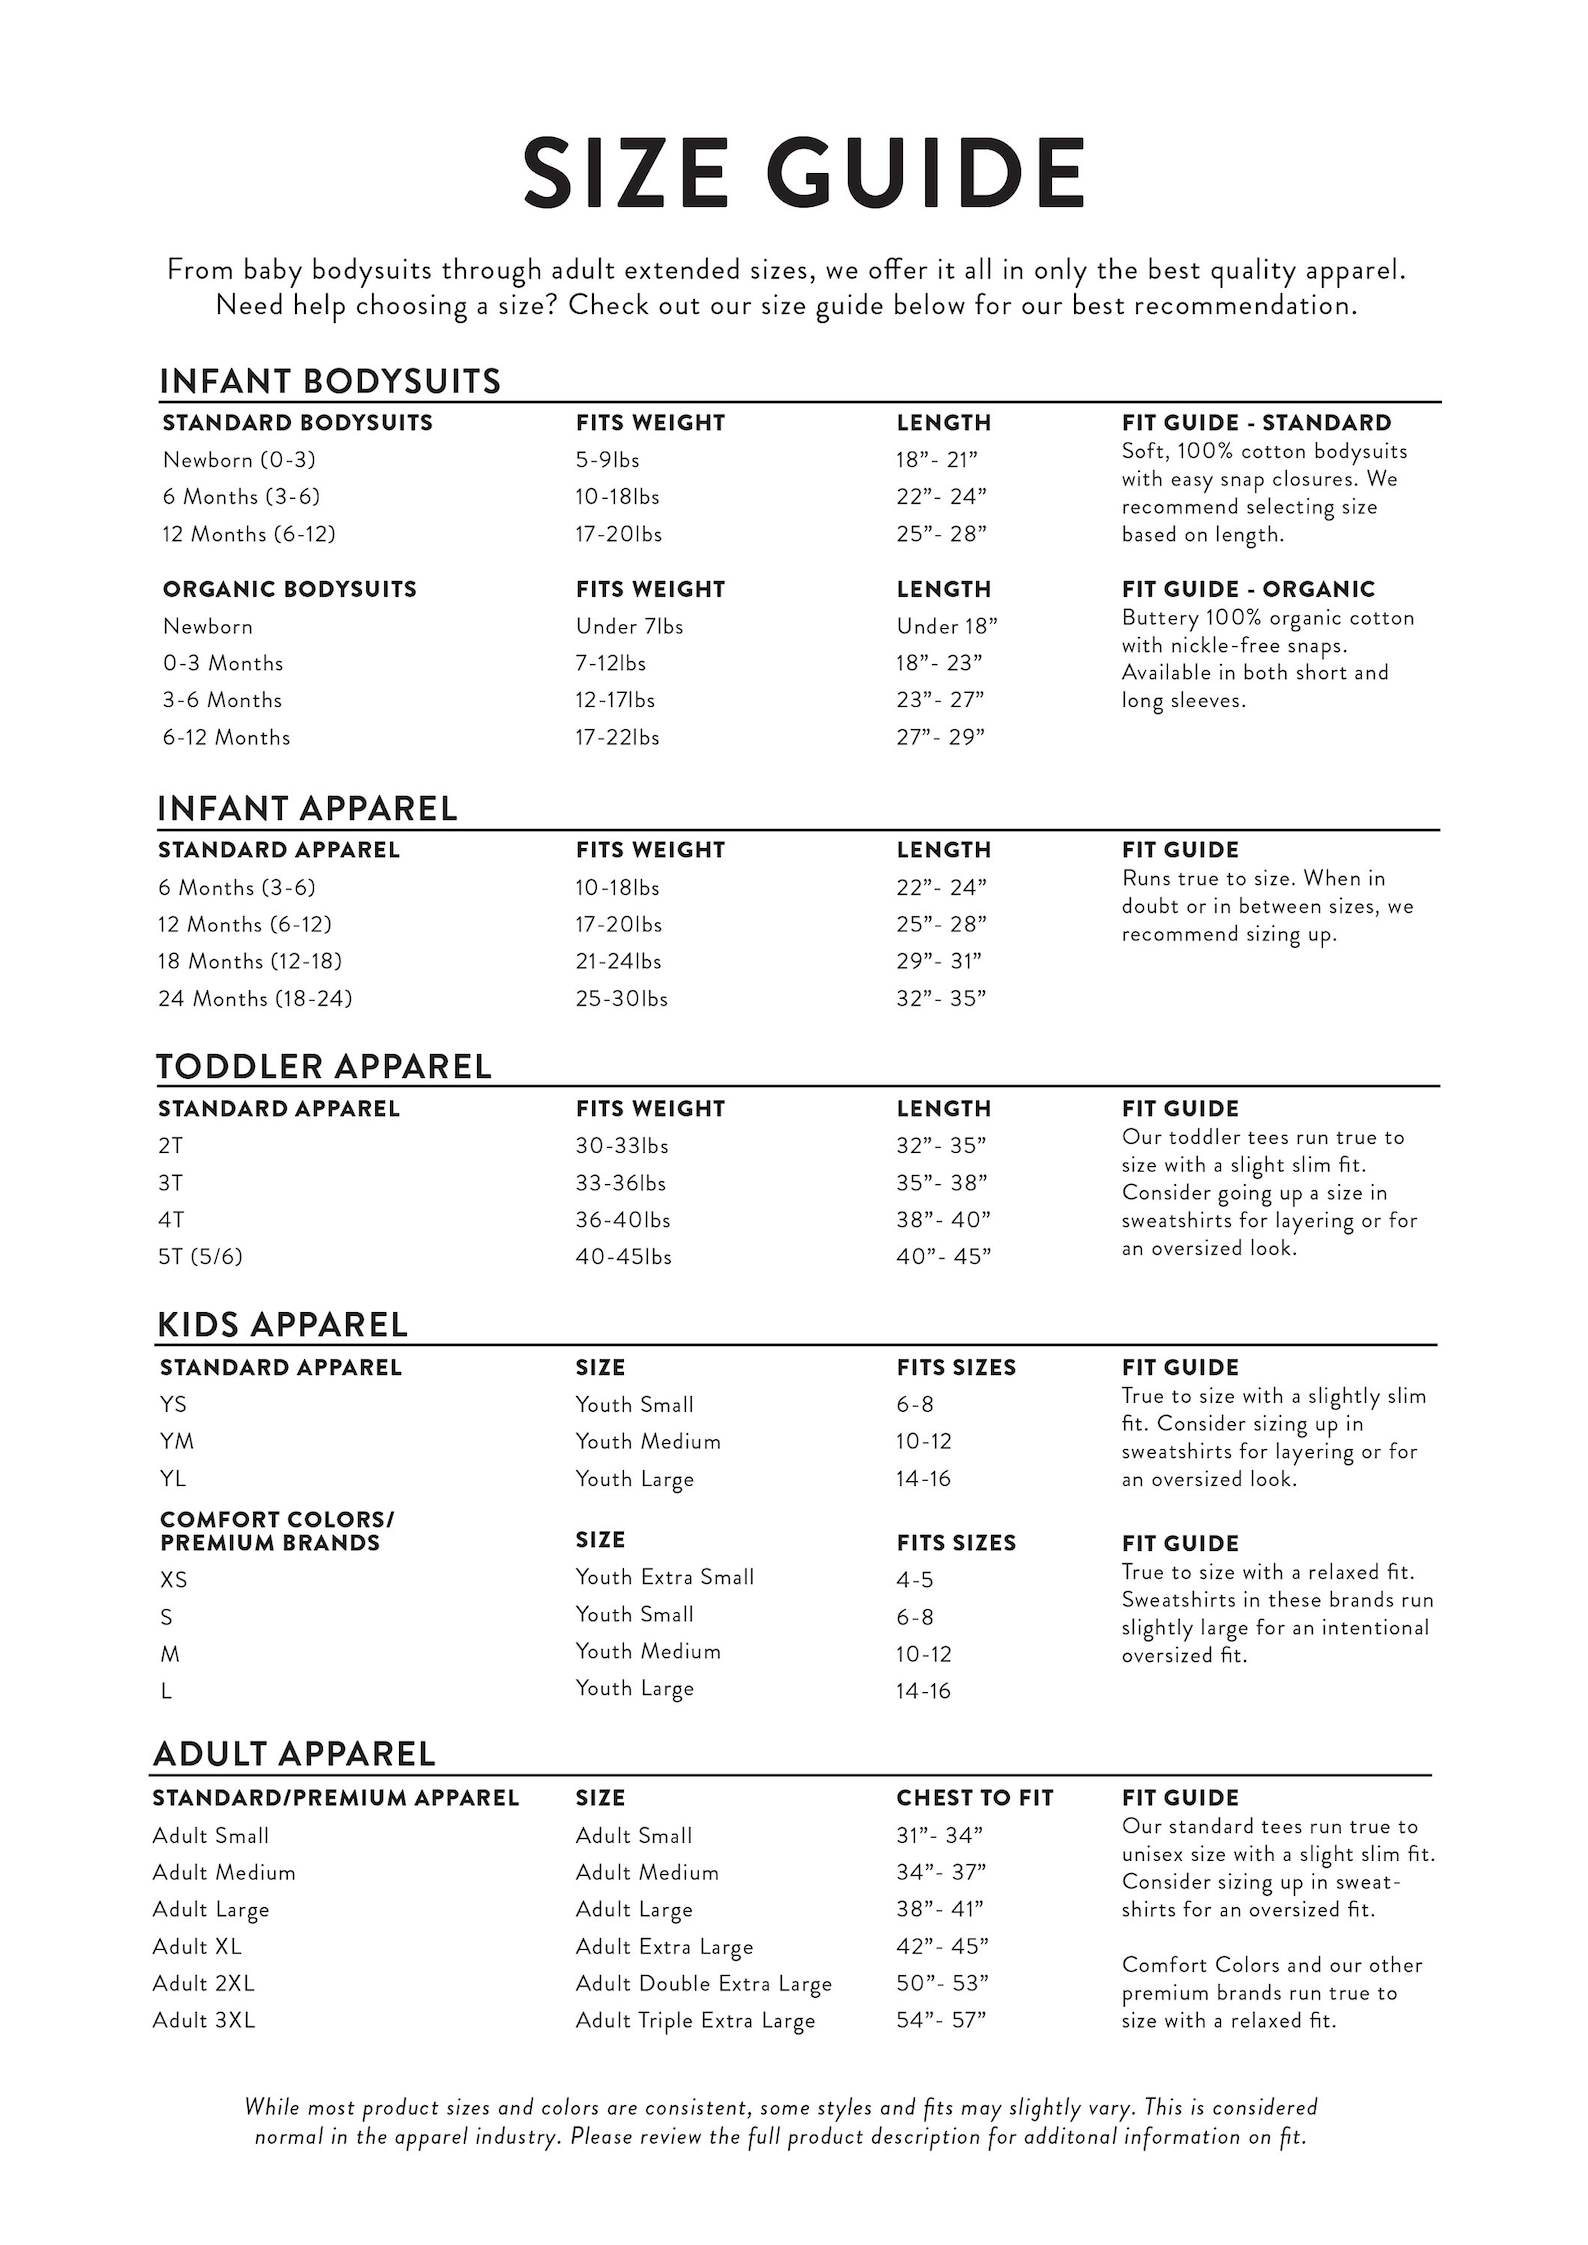 SIZE GUIDE
From baby bodysuits through adult extended sizes, we offer it all in only the best quality apparel.
Need help choosing a size? Check out our size guide below for our best recommendation.
INFANT BODYSUITS
STANDARD BODYSUITS FITS WEIGHT LENGTH FIT GUIDE - STANDARD
Newborn (0-3) 5-9lbs 18”- 21”
6 Months (3-6) 10-18lbs 22”- 24”
12 Months (6-12) 17-20lbs 25”- 28”
Soft, 100% cotton bodysuits
with easy snap closures. We
recommend selecting size
based on length.
ORGANIC BODYSUITS FITS WEIGHT LENGTH FIT GUIDE - ORGANIC
Newborn Under 7lbs Under 18”
0-3 Months 7-12lbs 18”- 23”
3-6 Months 12-17lbs 23”- 27”
6-12 Months 17-22lbs 27”- 29”
Buttery 100% organic cotton
with nickle-free snaps.
Available in both short and
long sleeves.
INFANT APPAREL
STANDARD APPAREL FITS WEIGHT LENGTH FIT GUIDE
6 Months (3-6) 10-18lbs 22”- 24”
12 Months (6-12) 17-20lbs 25”- 28”
18 Months (12-18) 21-24lbs 29”- 31”
24 Months (18-24) 25-30lbs 32”- 35”
Runs true to size. When in
doubt or in between sizes, we
recommend sizing up.
TODDLER APPAREL
STANDARD APPAREL FITS WEIGHT LENGTH FIT GUIDE
2T 30-33lbs 32”- 35”
3T 33-36lbs 35”- 38”
4T 36-40lbs 38”- 40”
5T (5/6) 40-45lbs 40”- 45”
Our toddler tees run true to
size with a slight slim fit.
Consider going up a size in
sweatshirts for layering or for
an oversized look.
KIDS APPAREL
STANDARD APPAREL SIZE FITS SIZES FIT GUIDE
YS Youth Small 6-8
YM Youth Medium 10-12
YL Youth Large 14-16
True to size with a slightly slim
fit. Consider sizing up in
sweatshirts for layering or for
an oversized look.
COMFORT COLORS/
PREMIUM BRANDS SIZE FITS SIZES FIT GUIDE
XS Youth Extra Small 4-5
S Youth Small 6-8
M Youth Medium 10-12
L Youth Large 14-16
True to size with a relaxed fit.
Sweatshirts in these brands run
slightly large for an intentional
oversized fit.
ADULT APPAREL
STANDARD/PREMIUM APPAREL SIZE CHEST TO FIT FIT GUIDE
Adult Small Adult Small 31”- 34”
Adult Medium Adult Medium 34”- 37”
Adult Large Adult Large 38”- 41”
Adult XL Adult Extra Large 42”- 45”
Adult 2XL Adult Double Extra Large 50”- 53”
Adult 3XL Adult Triple Extra Large 54”- 57”
Our standard tees run true to
unisex size with a slight slim fit.
Consider sizing up in sweat-
shirts for an oversized fit.
Comfort Colors and our other
premium brands run true to
size with a relaxed fit.
While most product sizes and colors are consistent, some styles and fits may slightly vary. This is considered
normal in the apparel industry. Please review the full product description for additonal information on fit.